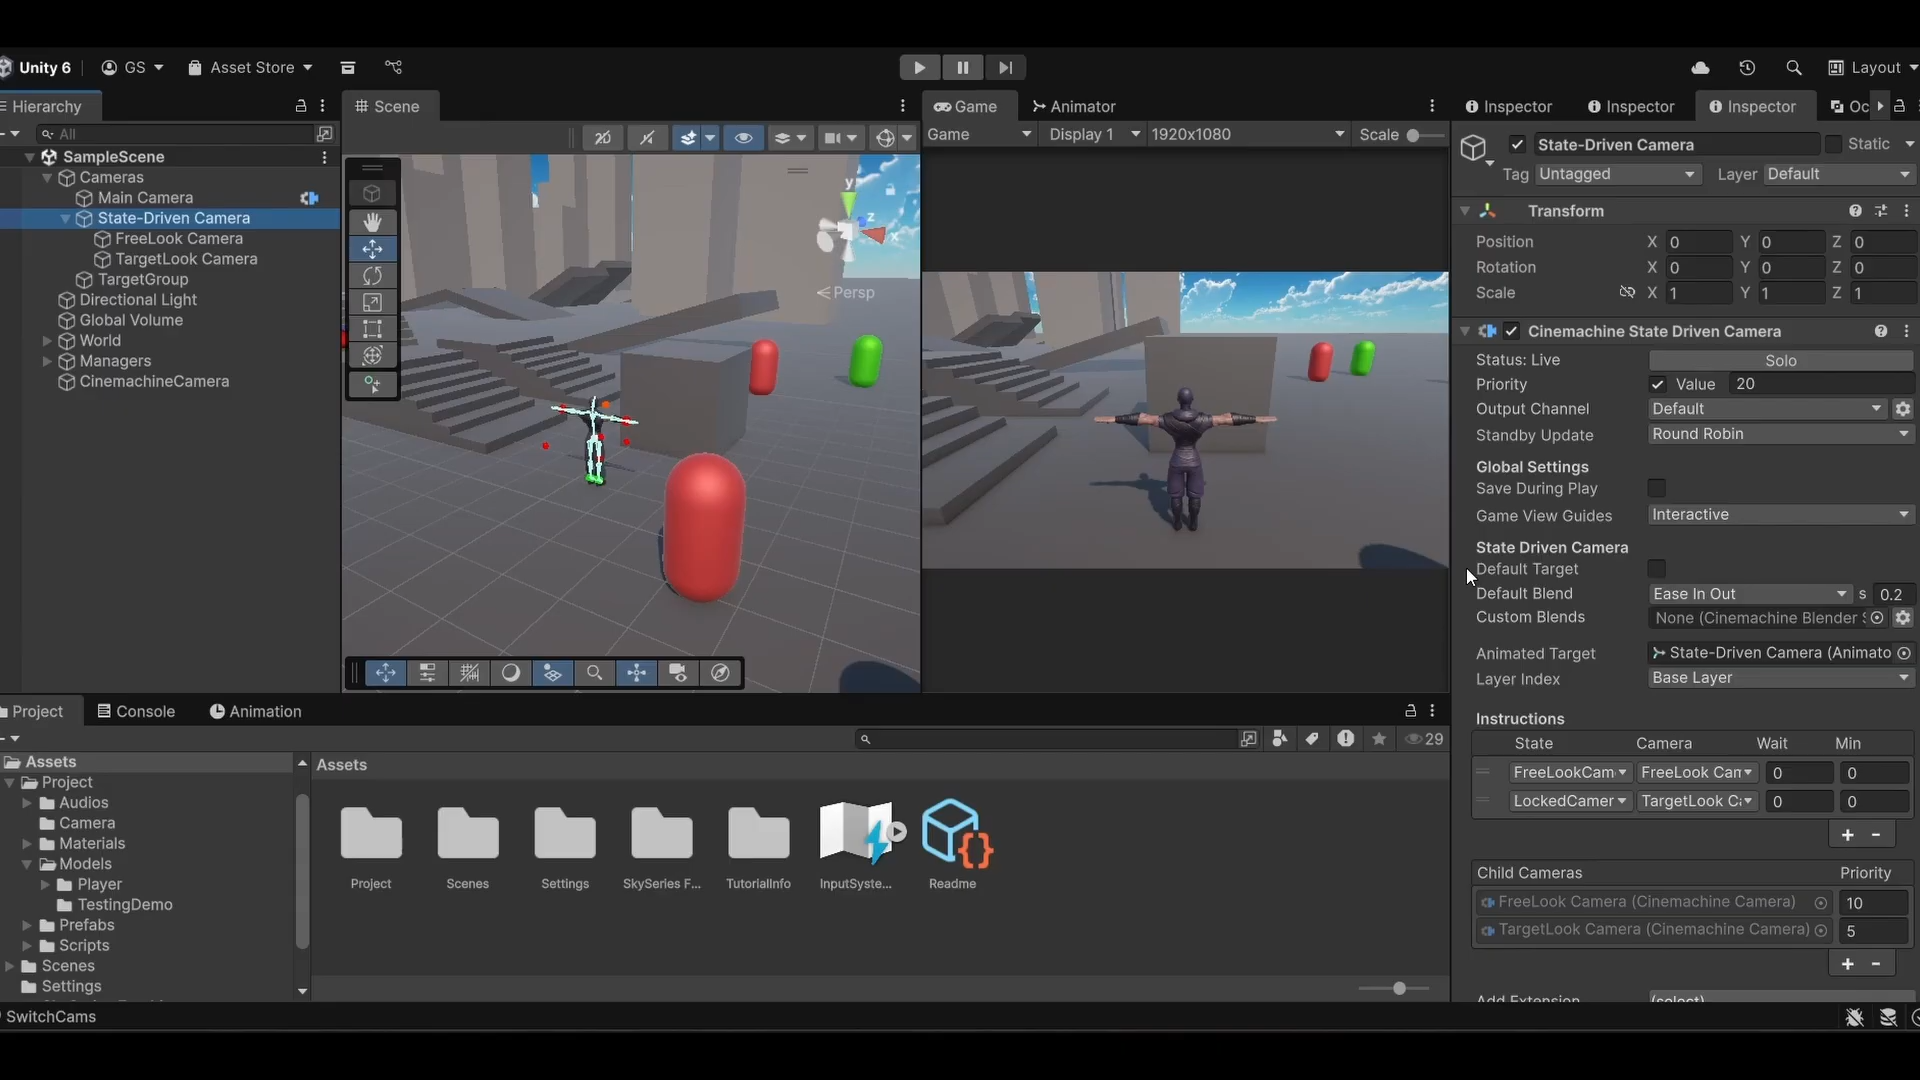 Unity 6 GS Asset Store Layout
Hierarchy
All
SampleScene
Cameras
Main Camera
State-Driven Camera
FreeLook Camera
TargetLook Camera
TargetGroup
Directional Light
Global Volume
World
Managers
CinemachineCamera
Scene
2D
y
z
x
Persp
Game Animator
Game Display 1 1920x1080 Scale
Inspector Inspector Inspector Oc
State-Driven Camera Static
Tag Untagged Layer Default
Transform
Position X 0 Y 0 Z 0
Rotation X 0 Y 0 Z 0
Scale X 1 Y 1 Z 1
Cinemachine State Driven Camera
Status: Live Solo
Priority Value 20
Output Channel Default
Standby Update Round Robin
Global Settings
Save During Play
Game View Guides Interactive
State Driven Camera
Default Target
Default Blend Ease In Out s 0.2
Custom Blends None (Cinemachine Blender S
Animated Target State-Driven Camera (Animato
Layer Index Base Layer
Instructions
State Camera Wait Min
FreeLookCam FreeLook Can 0 0
LockedCamer TargetLook Ca 0 0
+ -
Child Cameras Priority
FreeLook Camera (Cinemachine Camera) 10
TargetLook Camera (Cinemachine Camera) 5
+ -
Add Extension (select)
Project Console Animation
29
Assets
Project
Audios
Camera
Materials
Models
Player
TestingDemo
Prefabs
Scripts
Scenes
Settings
Assets
Project Scenes Settings SkySeries F... TutorialInfo InputSyste... Readme
SwitchCams